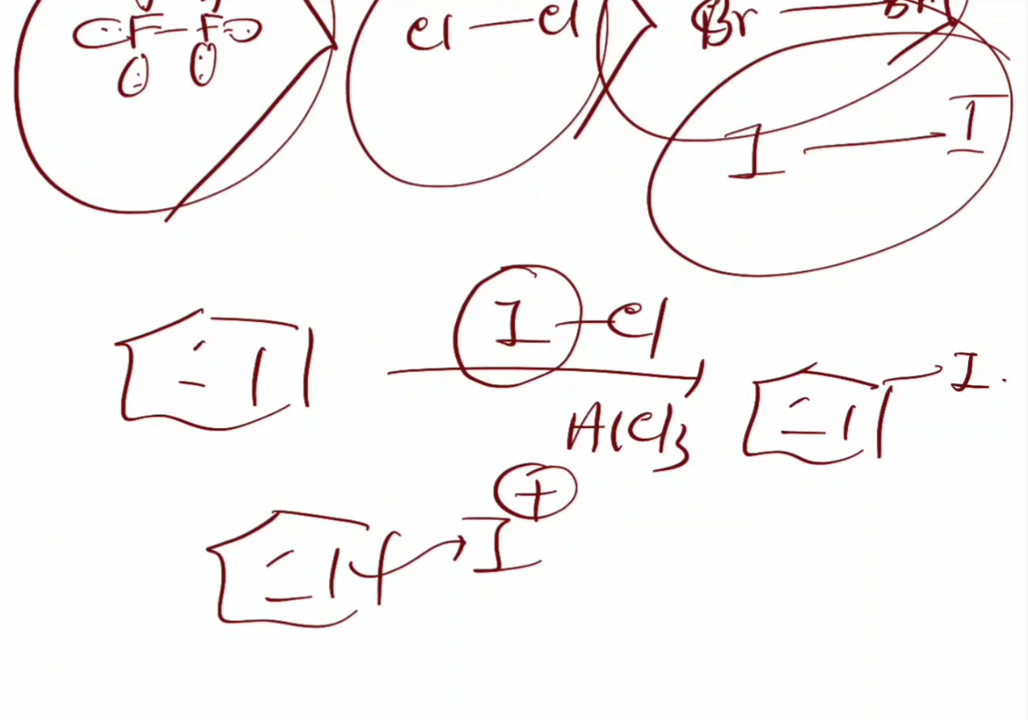 F—F Cl—Cl Br—Br
I—I
I—Cl
AlCl3 I.
+
I